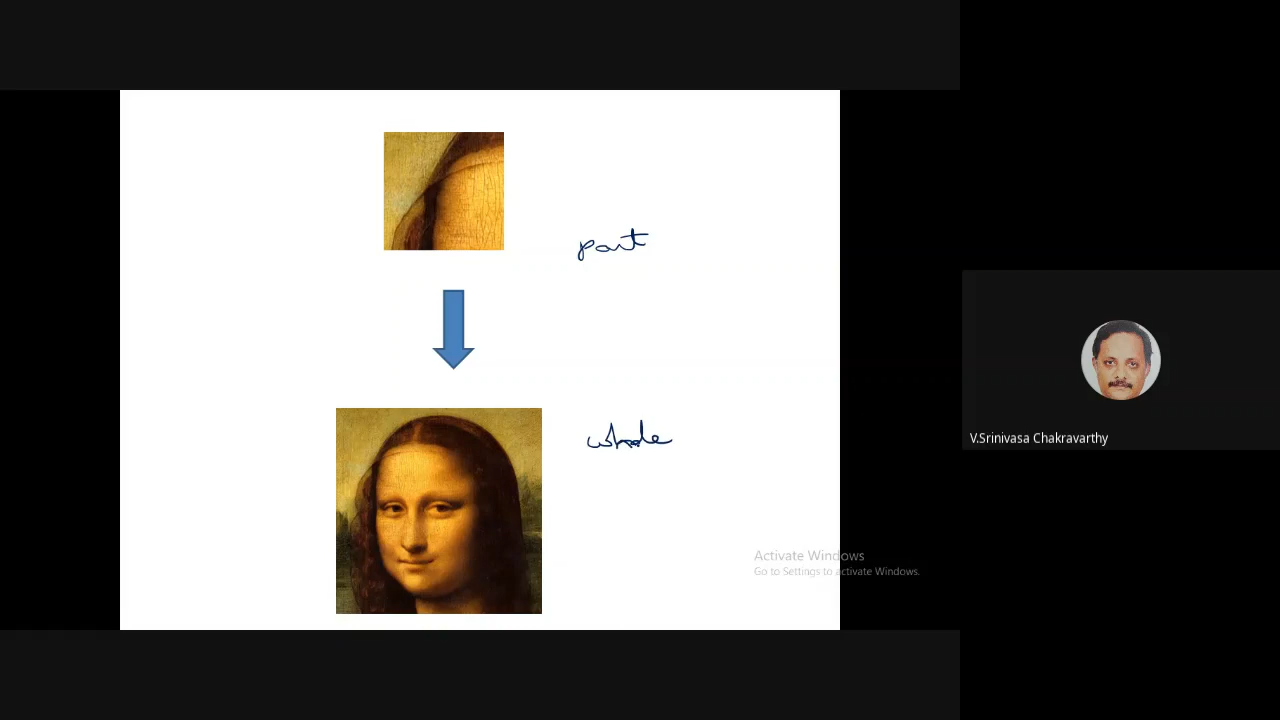 part
whole
V.Srinivasa Chakravarthy
Activate Windows
Go to Settings to activate Windows.